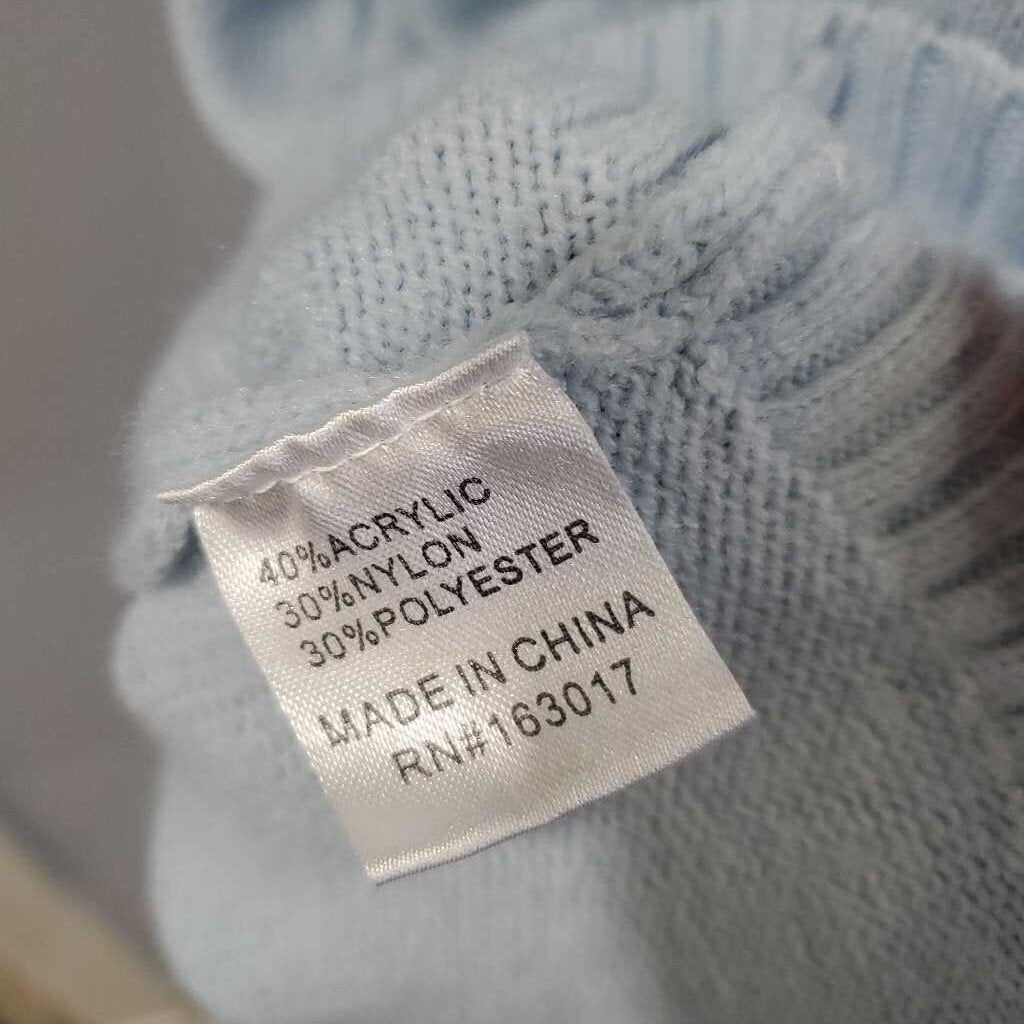 40%ACRYLIC
30%NYLON
30%POLYESTER
MADE IN CHINA
RN#163017